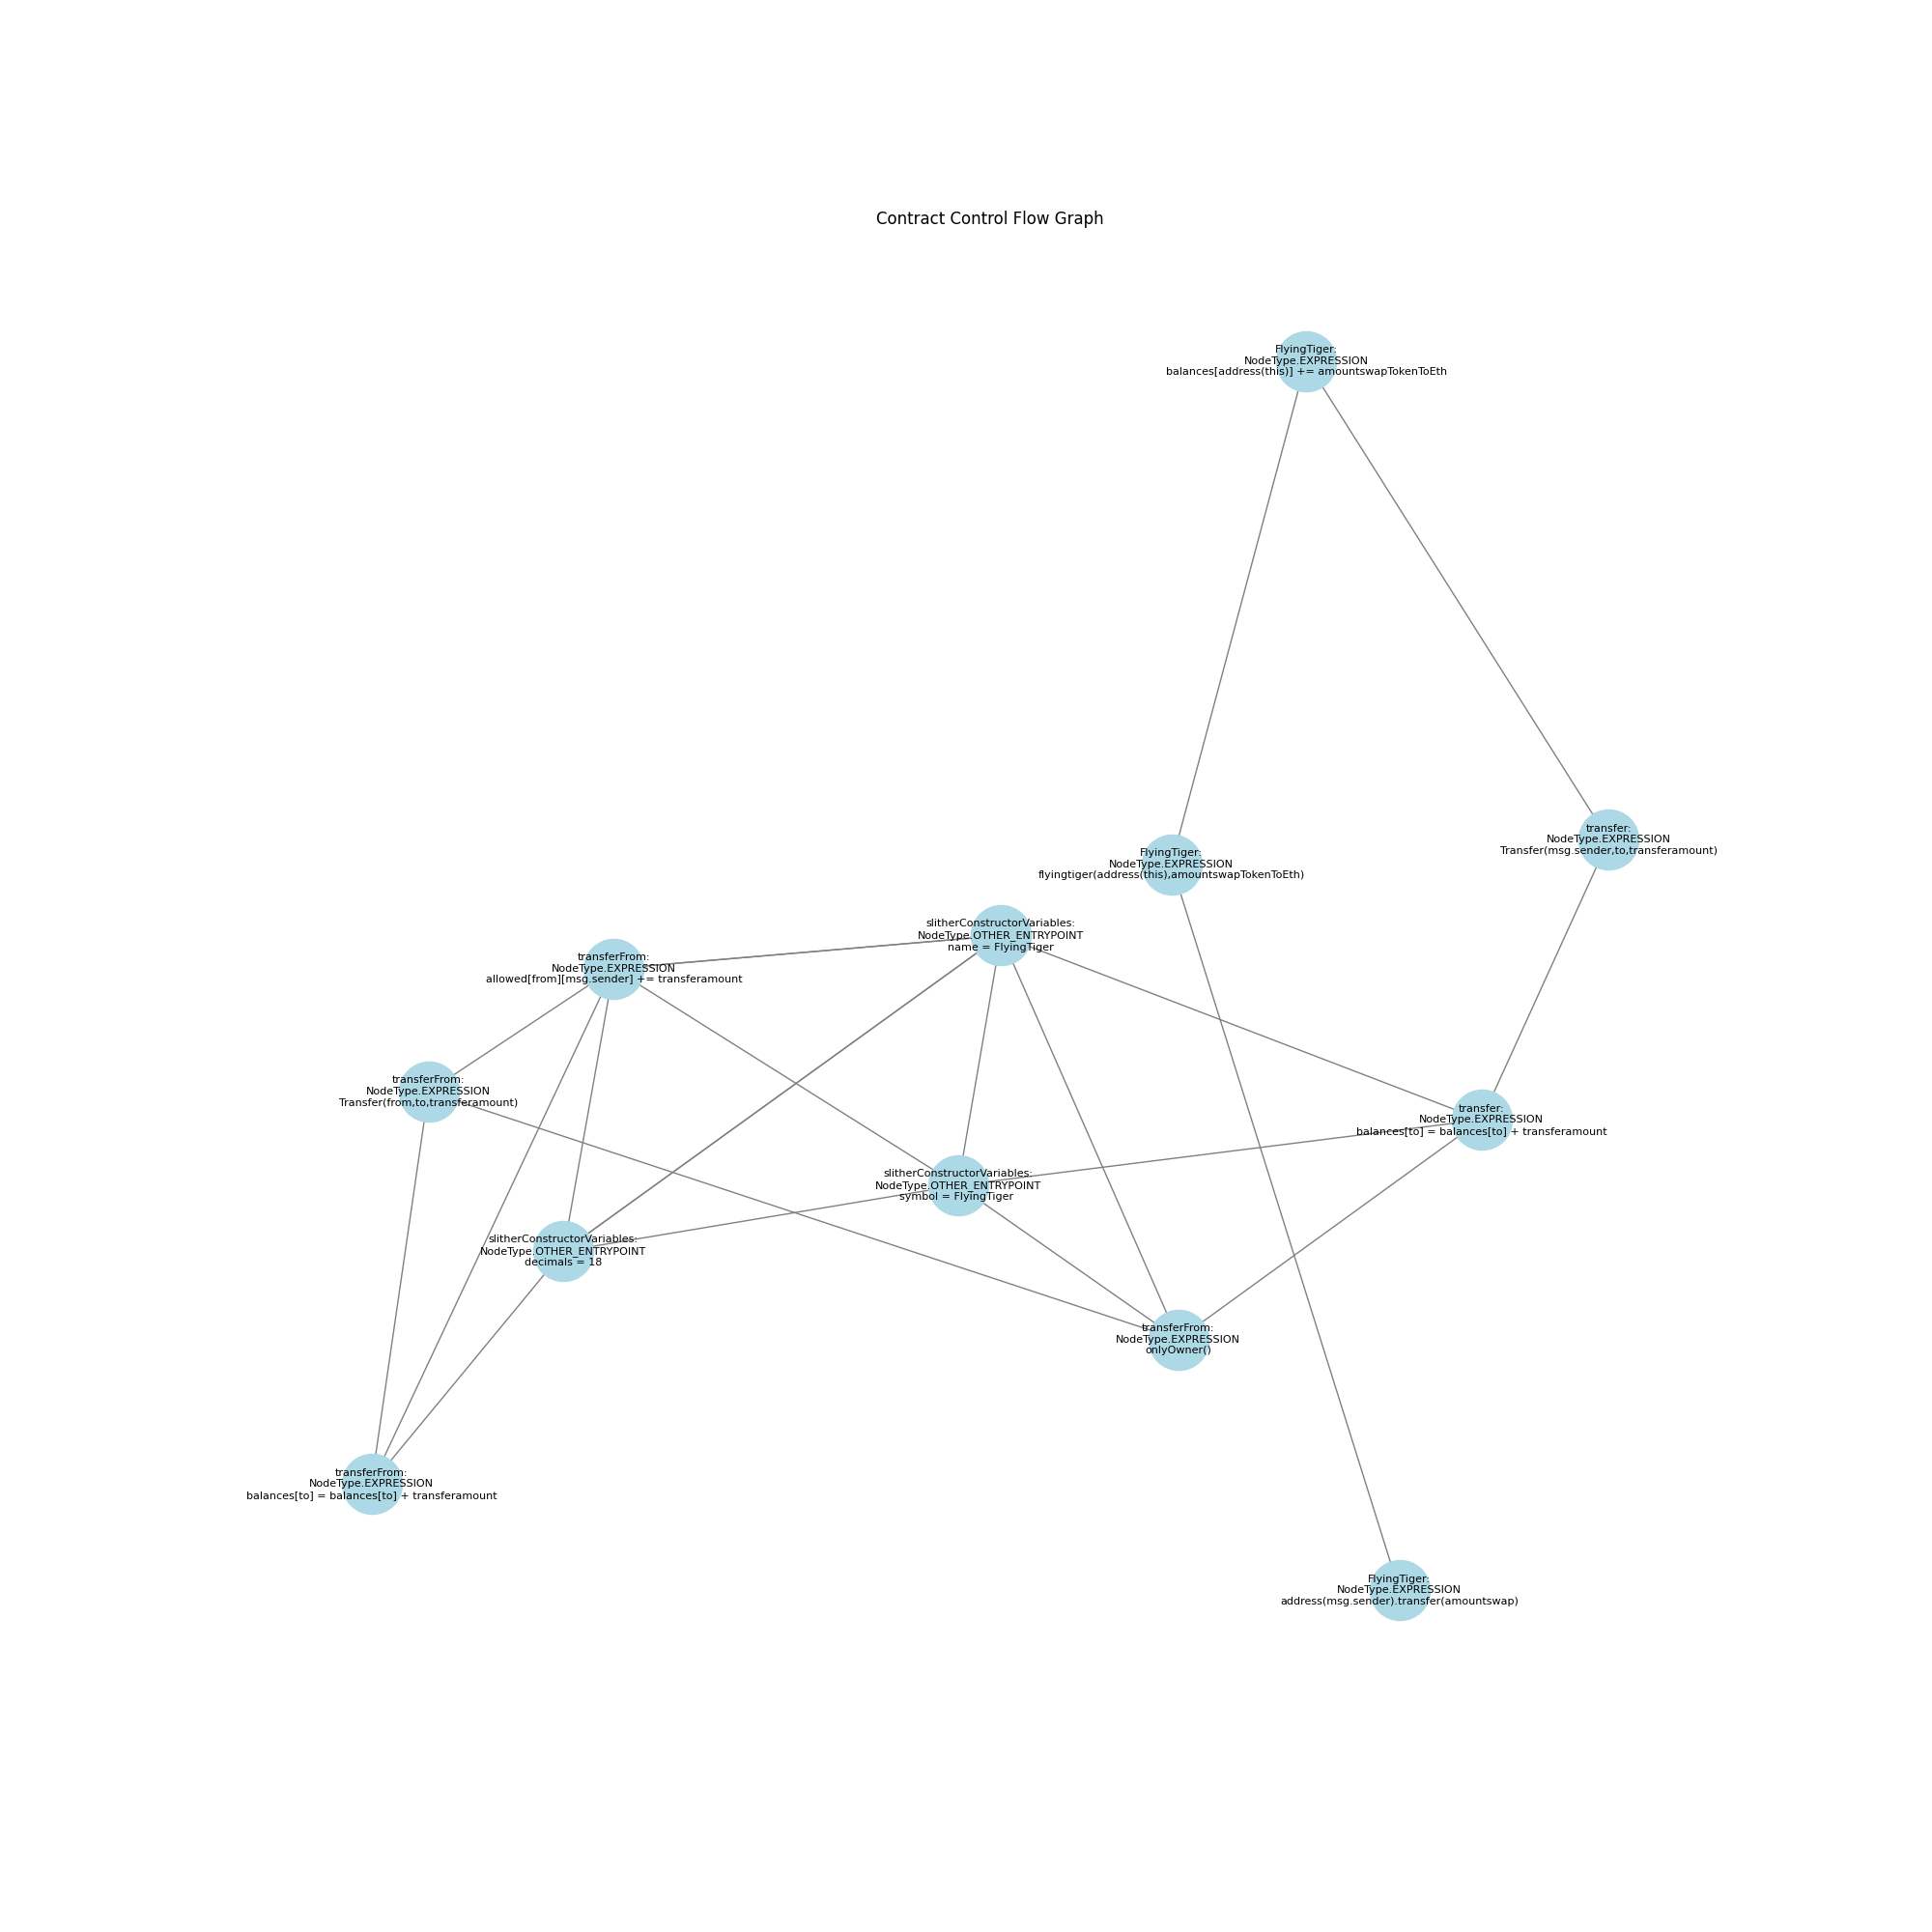 Contract Control Flow Graph
FlyingTiger:
NodeType.EXPRESSION
balances[address(this)] += amountswapTokenToEth
transfer:
NodeType.EXPRESSION
Transfer(msg.sender,to,transferamount)
FlyingTiger:
NodeType.EXPRESSION
flyingtiger(address(this),amountswapTokenToEth)
slitherConstructorVariables:
NodeType.OTHER_ENTRYPOINT
name = FlyingTiger
transferFrom:
NodeType.EXPRESSION
allowed[from][msg.sender] += transferamount
transferFrom:
NodeType.EXPRESSION
Transfer(from,to,transferamount)
transfer:
NodeType.EXPRESSION
balances[to] = balances[to] + transferamount
slitherConstructorVariables:
NodeType.OTHER_ENTRYPOINT
symbol = FlyingTiger
slitherConstructorVariables:
NodeType.OTHER_ENTRYPOINT
decimals = 18
transferFrom:
NodeType.EXPRESSION
onlyOwner()
transferFrom:
NodeType.EXPRESSION
balances[to] = balances[to] + transferamount
FlyingTiger:
NodeType.EXPRESSION
address(msg.sender).transfer(amountswap)